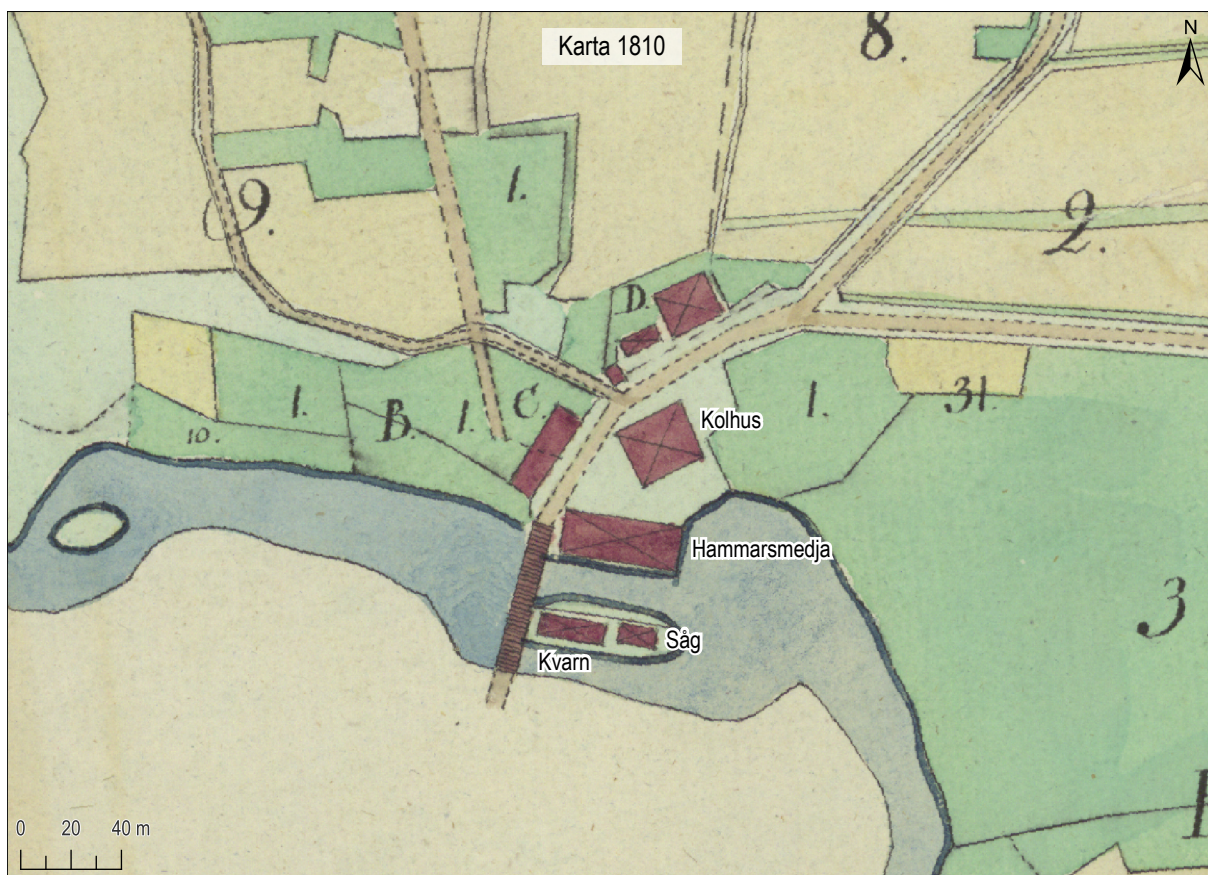 Karta 1810
N
8.
9.
1.
2.
D.
1.
B.
1.
C.
1.
31.
10.
Kolhus
Hammarsmedja
3
Såg
Kvarn
0 20 40 m